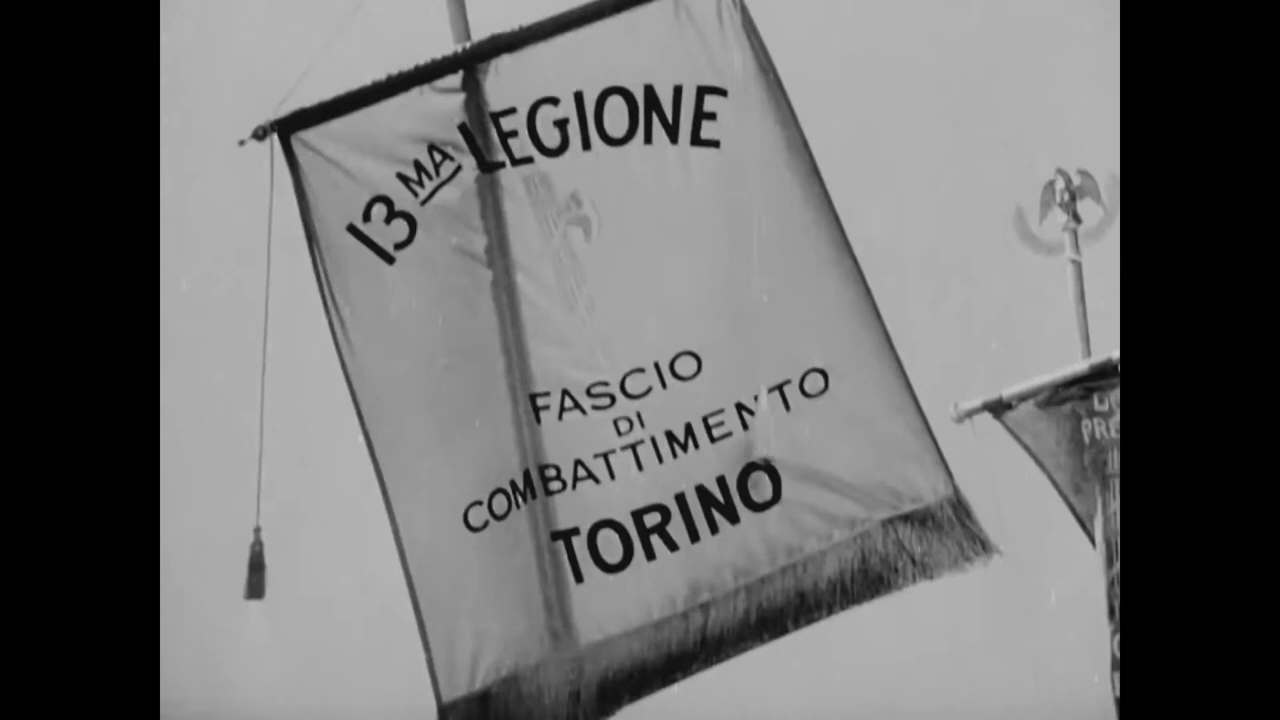 13MA LEGIONE
FASCIO
DI
COMBATTIMENTO
TORINO